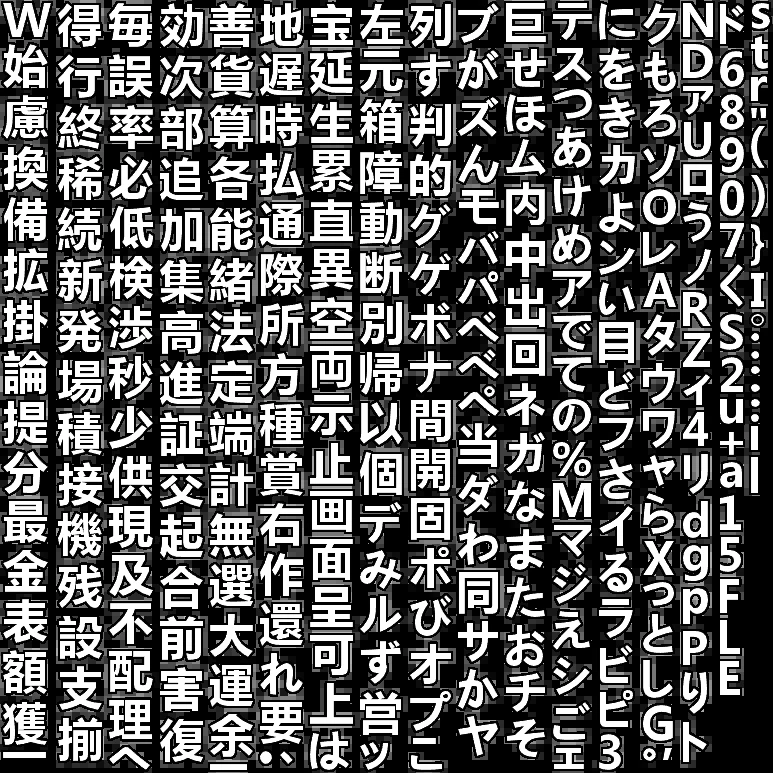 W始慮換備拡掛論提分最金表額獲
得行終稀続新発場積接機残設支揃
毎誤率必低検渉秒少供現及不配理へ
効次部追加集高進証交起合前害復
善貨算各能緒法定端計無選大運余
地遅時払通際所方種賞右作還れ要:
宝延生累直異空両示止画面呈可上は
左元箱障動断別帰以個デみルず営ッ
列す判的グゲボナ間開固ポびオプこ
ブがズんモバパベべぺ当ダわ同サかヤ
巨せほム内中出回ネガなまたおチそ
テスつあけめアでての%Mマジえシごェ
にをきカよンい目どフさイるラビピ3
クもろソOレAタウワャらXっとしG
NDァUロうノRZィ4リdgpPりト
ド68907くS2u+a15FLE
str"()}I